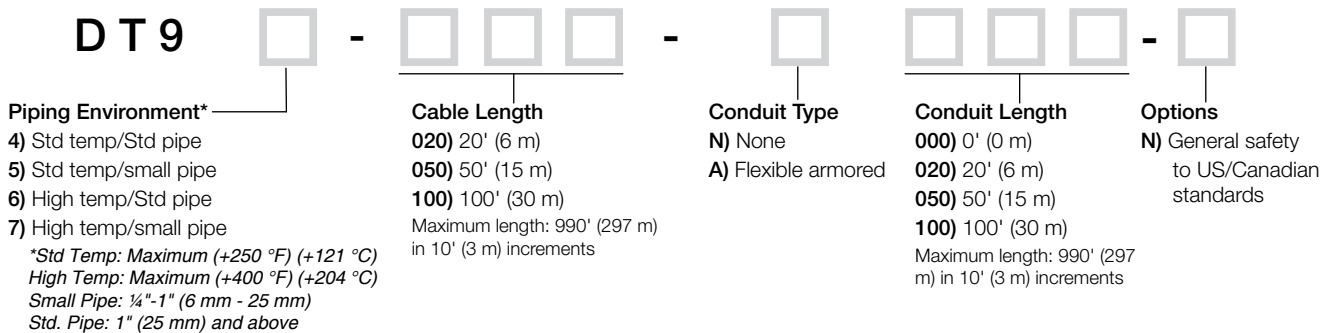 DT9 - - -
Piping Environment*
4) Std temp/Std pipe
5) Std temp/small pipe
6) High temp/Std pipe
7) High temp/small pipe
*Std Temp: Maximum (+250 °F) (+121 °C)
High Temp: Maximum (+400 °F) (+204 °C)
Small Pipe: ¼"-1" (6 mm - 25 mm)
Std. Pipe: 1" (25 mm) and above
Cable Length
020) 20' (6 m)
050) 50' (15 m)
100) 100' (30 m)
Maximum length: 990' (297 m)
in 10' (3 m) increments
Conduit Type
N) None
A) Flexible armored
Conduit Length
000) 0' (0 m)
020) 20' (6 m)
050) 50' (15 m)
100) 100' (30 m)
Maximum length: 990' (297
m) in 10' (3 m) increments
Options
N) General safety
to US/Canadian
standards